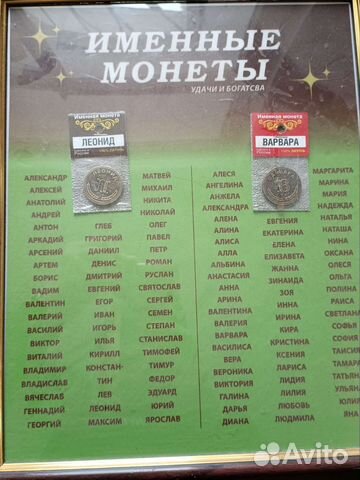 ИМЕННЫЕ
МОНЕТЫ
УДАЧИ И БОГАТСВА
Именная монета
ЛЕОНИД
Именная монета
ВАРВАРА
АЛЕКСАНДР
АЛЕКСЕЙ
АНАТОЛИЙ
АНДРЕЙ
АНТОН
АРКАДИЙ
АРСЕНИЙ
АРТЕМ
БОРИС
ВАДИМ
ВАЛЕНТИН
ВАЛЕРИЙ
ВАСИЛИЙ
ВИКТОР
ВИТАЛИЙ
ВЛАДИМИР
ВЛАДИСЛАВ
ВЯЧЕСЛАВ
ГЕННАДИЙ
ГЕОРГИЙ
ГЛЕБ
ГРИГОРИЙ
ДАНИИЛ
ДЕНИС
ДМИТРИЙ
ЕВГЕНИЙ
ЕГОР
ИВАН
ИГОРЬ
ИЛЬЯ
КИРИЛЛ
КОНСТАН-
ТИН
ЛЕВ
ЛЕОНИД
МАКСИМ
МАТВЕЙ
МИХАИЛ
НИКИТА
НИКОЛАЙ
ОЛЕГ
ПАВЕЛ
ПЕТР
РОМАН
РУСЛАН
СВЯТОСЛАВ
СЕРГЕЙ
СЕМЕН
СТЕПАН
СТАНИСЛАВ
ТИМОФЕЙ
ТИМУР
ФЕДОР
ЭДУАРД
ЮРИЙ
ЯРОСЛАВ
АЛЕСЯ
АНГЕЛИНА
АНЖЕЛА
АЛЕКСАНДРА
АЛЕНА
АЛИНА
АЛИСА
АЛЛА
АЛЬБИНА
АНАСТАСИЯ
АННА
АРИНА
ВАЛЕНТИНА
ВАЛЕРИЯ
ВАРВАРА
ВАСИЛИСА
ВЕРА
ВЕРОНИКА
ВИКТОРИЯ
ГАЛИНА
ДАРЬЯ
ДИАНА
ЕВГЕНИЯ
ЕКАТЕРИНА
ЕЛЕНА
ЕЛИЗАВЕТА
ЖАННА
ЗИНАИДА
ЗОЯ
ИННА
ИРИНА
КИРА
КРИСТИНА
КСЕНИЯ
ЛАРИСА
ЛИДИЯ
ЛИЛИЯ
ЛЮБОВЬ
ЛЮДМИЛА
МАРГАРИТА
МАРИНА
МАРИЯ
НАДЕЖДА
НАТАЛЬЯ
НАТАША
НИНА
ОКСАНА
ОЛЕСЯ
ОЛЬГА
ПОЛИНА
РАИСА
СВЕТЛАНА
СОФЬЯ
СОФИЯ
ТАИСИЯ
ТАМАРА
ТАТЬЯНА
УЛЬЯНА
ЮЛИЯ
ЯНА
Avito